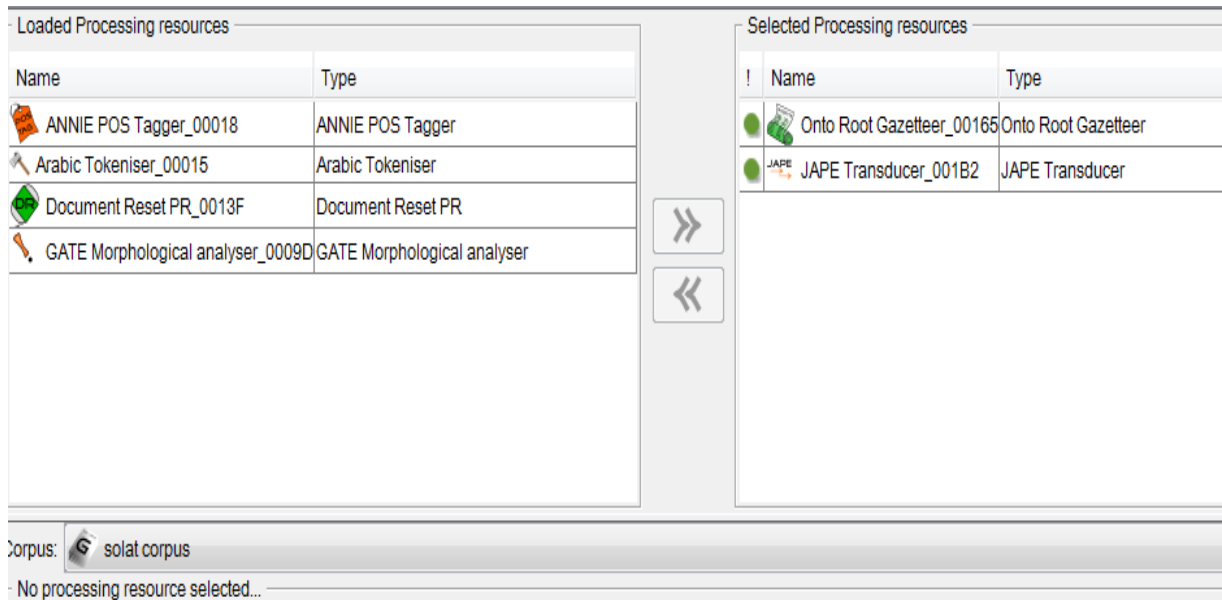 Loaded Processing resources
Name Type
ANNIE POS Tagger_00018 ANNIE POS Tagger
Arabic Tokeniser_00015 Arabic Tokeniser
Document Reset PR_0013F Document Reset PR
GATE Morphological analyser_0009D GATE Morphological analyser
Selected Processing resources
! Name Type
Onto Root Gazetteer_00165 Onto Root Gazetteer
JAPE JAPE Transducer_001B2 JAPE Transducer
Corpus: solat corpus
No processing resource selected...